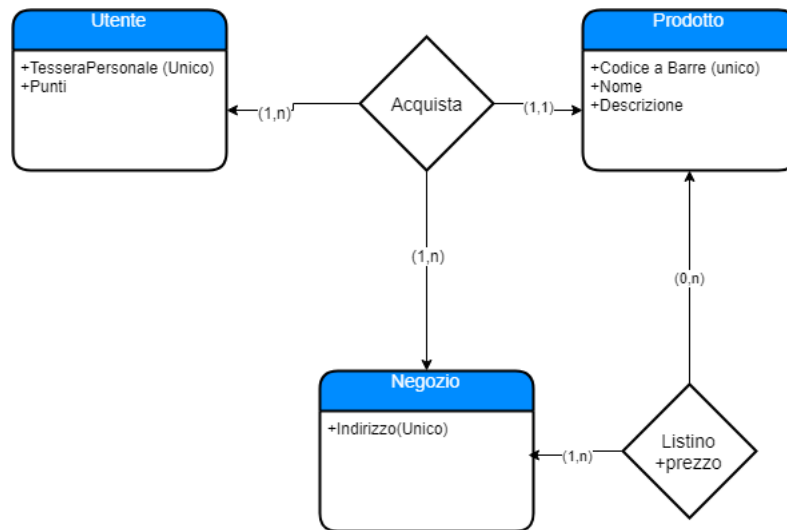 Utente
+TesseraPersonale (Unico)
+Punti
(1,n)
Acquista
(1,1)
Prodotto
+Codice a Barre (unico)
+Nome
+Descrizione
(1,n)
(0,n)
Negozio
+Indirizzo(Unico)
(1,n)
Listino
+prezzo